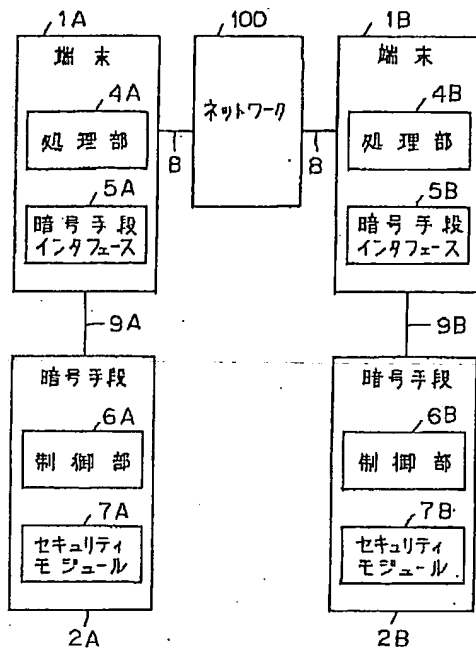 1A
100
1B
端末
端末
4A
ネットワーク
4B
処理部
処理部
8
8
5A
5B
暗号手段
インタフェース
暗号手段
インタフェース
9A
9B
暗号手段
暗号手段
6A
6B
制御部
制御部
7A
7B
セキュリティ
モジュール
セキュリティ
モジュール
2A
2B